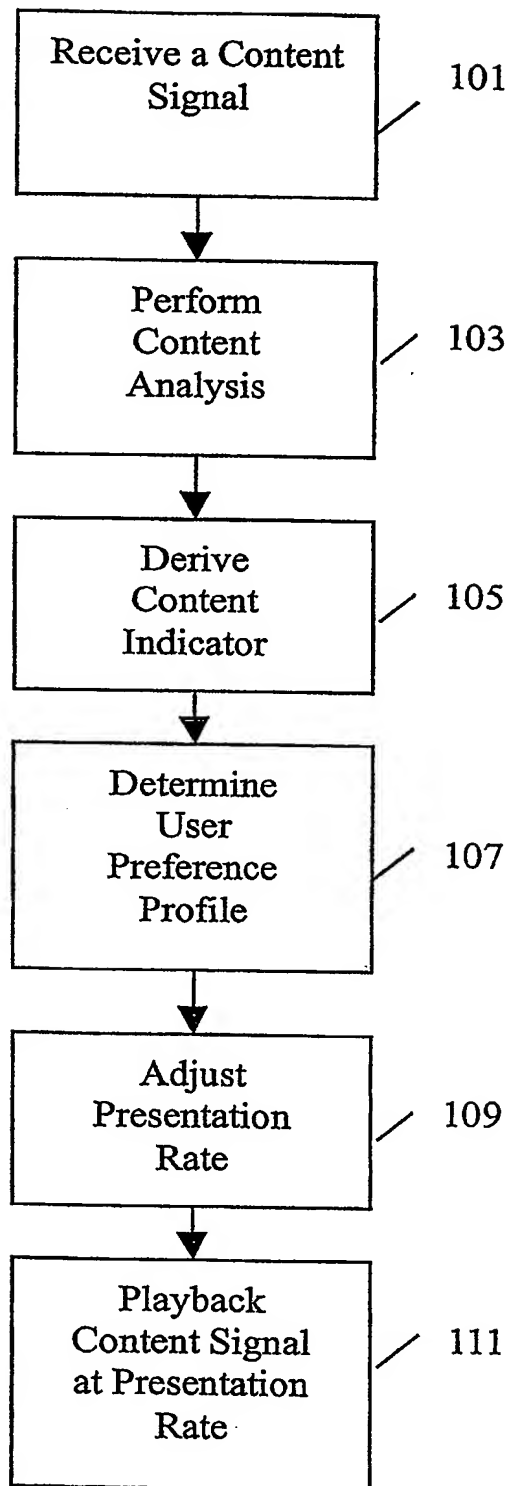 Receive a Content
Signal
101
Perform
Content
Analysis
103
Derive
Content
Indicator
105
Determine
User
Preference
Profile
107
Adjust
Presentation
Rate
109
Playback
Content Signal
at Presentation
Rate
111